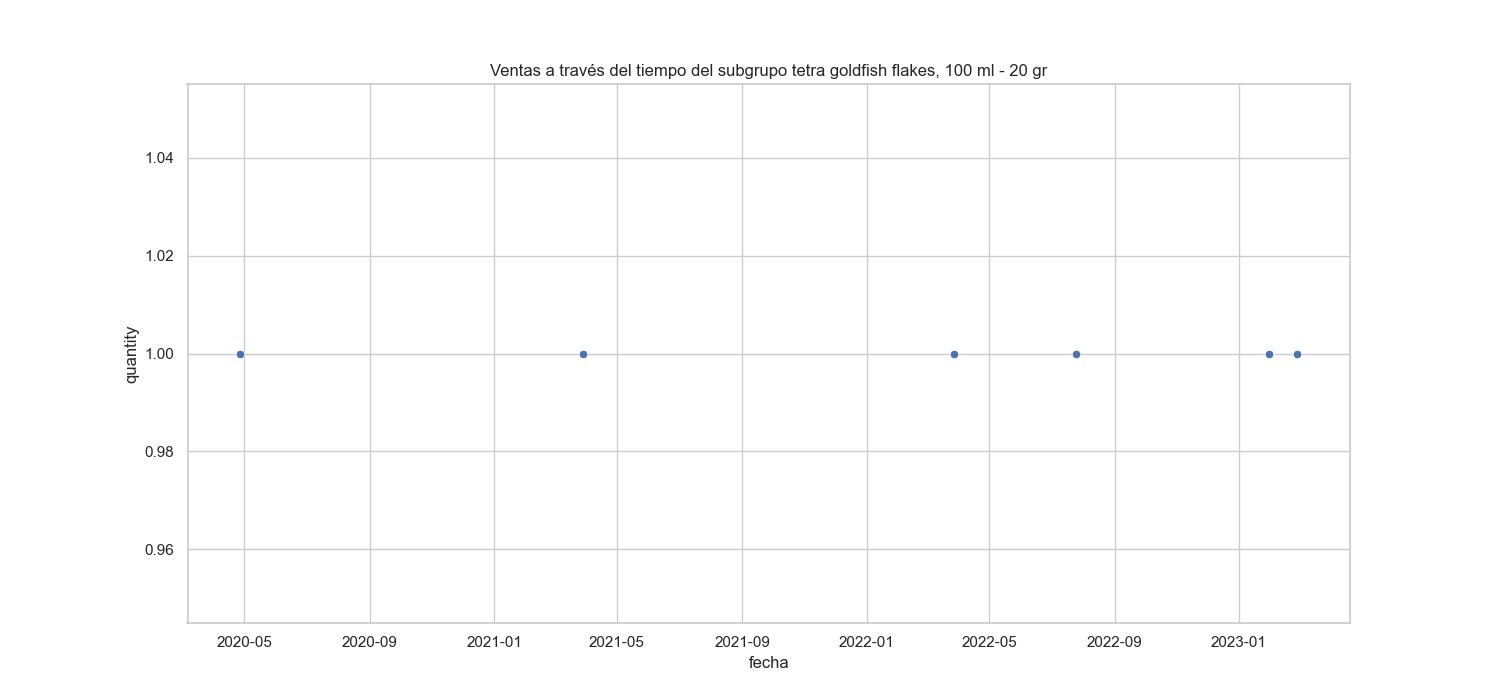 Ventas a través del tiempo del subgrupo tetra goldfish flakes, 100 ml - 20 gr
1.04
1.02
1.00
0.98
0.96
quantity
2020-05 2020-09 2021-01 2021-05 2021-09 2022-01 2022-05 2022-09 2023-01
fecha